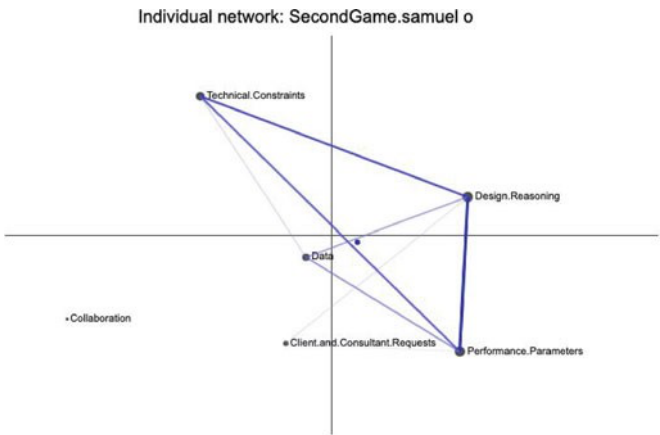 Individual network: SecondGame.samuel o
Technical.Constraints
Design.Reasoning
Data
Collaboration
Client.and.Consultant.Requests
Performance.Parameters